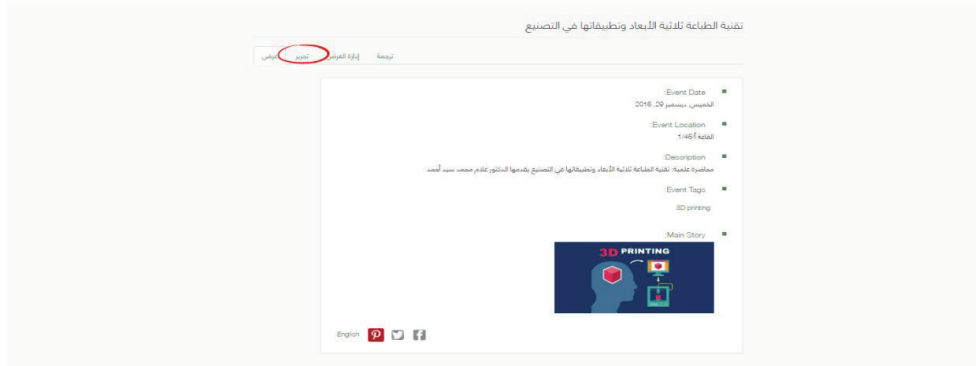 تقنية الطباعة ثلاثية الأبعاد وتطبيقاتها في التصنيع
ترجمة إدارة العرض تحرير عرض
Event Date
الخميس, ديسمبر 29, 2016
Event Location
القاعة 1/46أ
Description
محاضرة علمية: تقنية الطباعة ثلاثية الأبعاد وتطبيقاتها في التصنيع يقدمها الدكتور علام محمد سيد أحمد
Event Tags
3D printing
Main Story
3D PRINTING
English